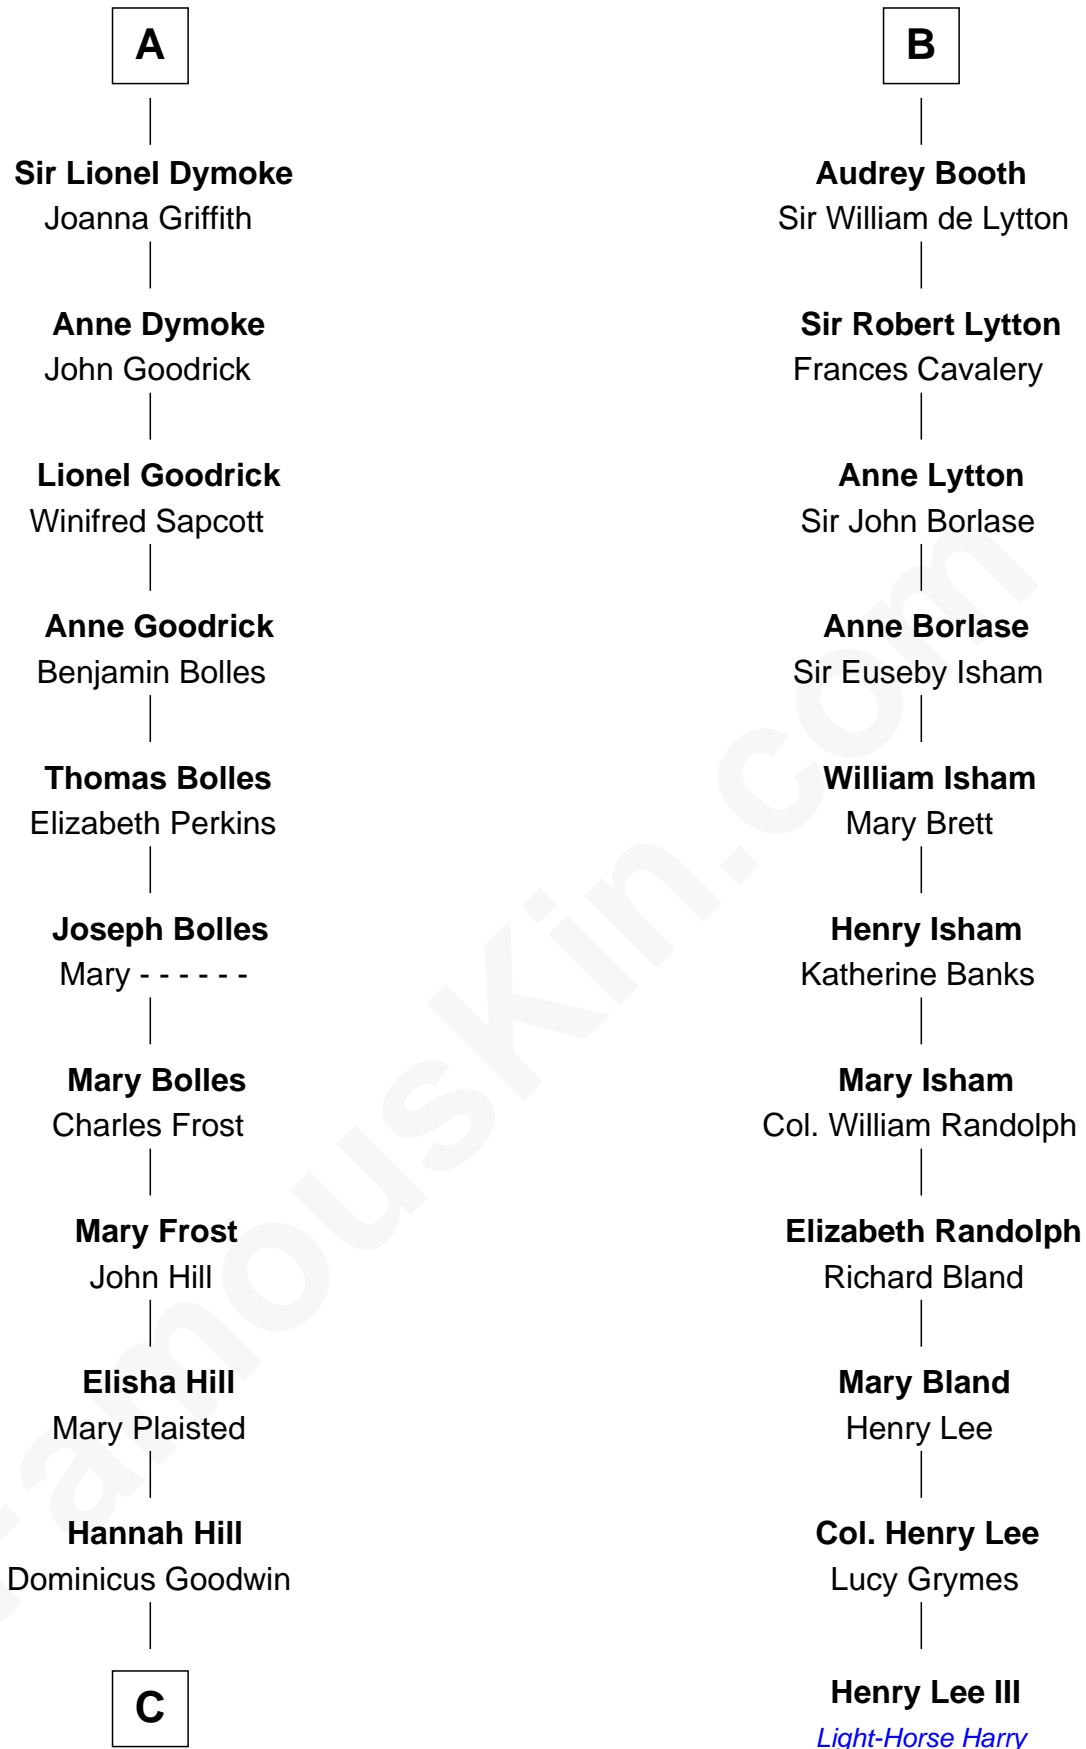 A
Sir Lionel Dymoke
Joanna Griffith
Anne Dymoke
John Goodrick
Lionel Goodrick
Winifred Sapcott
Anne Goodrick
Benjamin Bolles
Thomas Bolles
Elizabeth Perkins
Joseph Bolles
Mary - - - - - -
Mary Bolles
Charles Frost
Mary Frost
John Hill
Elisha Hill
Mary Plaisted
Hannah Hill
Dominicus Goodwin
C
B
Audrey Booth
Sir William de Lytton
Sir Robert Lytton
Frances Cavalery
Anne Lytton
Sir John Borlase
Anne Borlase
Sir Euseby Isham
William Isham
Mary Brett
Henry Isham
Katherine Banks
Mary Isham
Col. William Randolph
Elizabeth Randolph
Richard Bland
Mary Bland
Henry Lee
Col. Henry Lee
Lucy Grymes
Henry Lee III
Light-Horse Harry
FamousKin.com